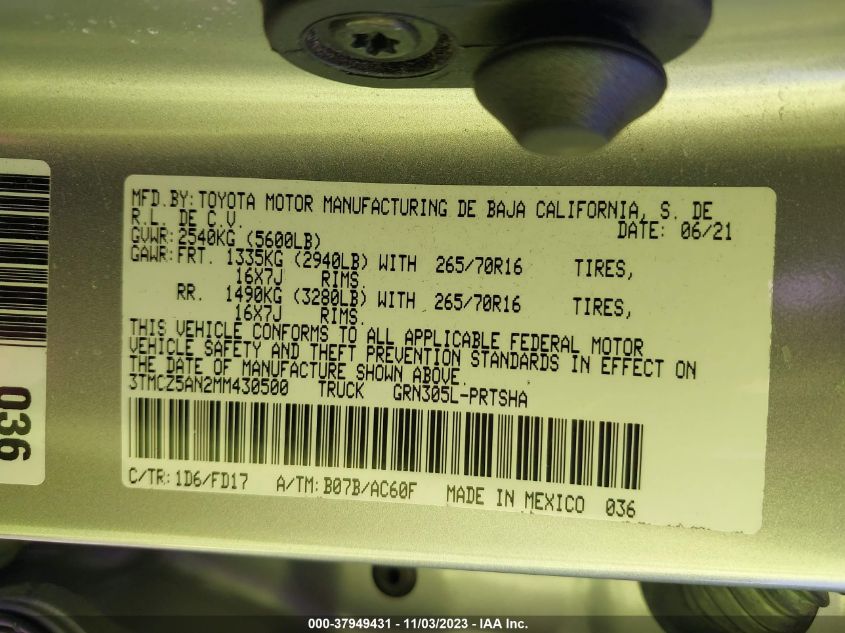 MFD.BY:TOYOTA MOTOR MANUFACTURING DE BAJA CALIFORNIA, S. DE
R.L. DE C.V. DATE: 06/21
GVWR:2540KG (5600LB)
GAWR:FRT. 1335KG (2940LB) WITH 265/70R16 TIRES,
16X7J RIMS.
RR. 1490KG (3280LB) WITH 265/70R16 TIRES,
16X7J RIMS.
THIS VEHICLE CONFORMS TO ALL APPLICABLE FEDERAL MOTOR
VEHICLE SAFETY AND THEFT PREVENTION STANDARDS IN EFFECT ON
THE DATE OF MANUFACTURE SHOWN ABOVE.
3TMCZ5AN2MM430500 TRUCK GRN305L-PRTSHA
C/TR:1D6/FD17 A/TM:B07B/AC60F MADE IN MEXICO 036
036
000-37949431 - 11/03/2023 - IAA Inc.